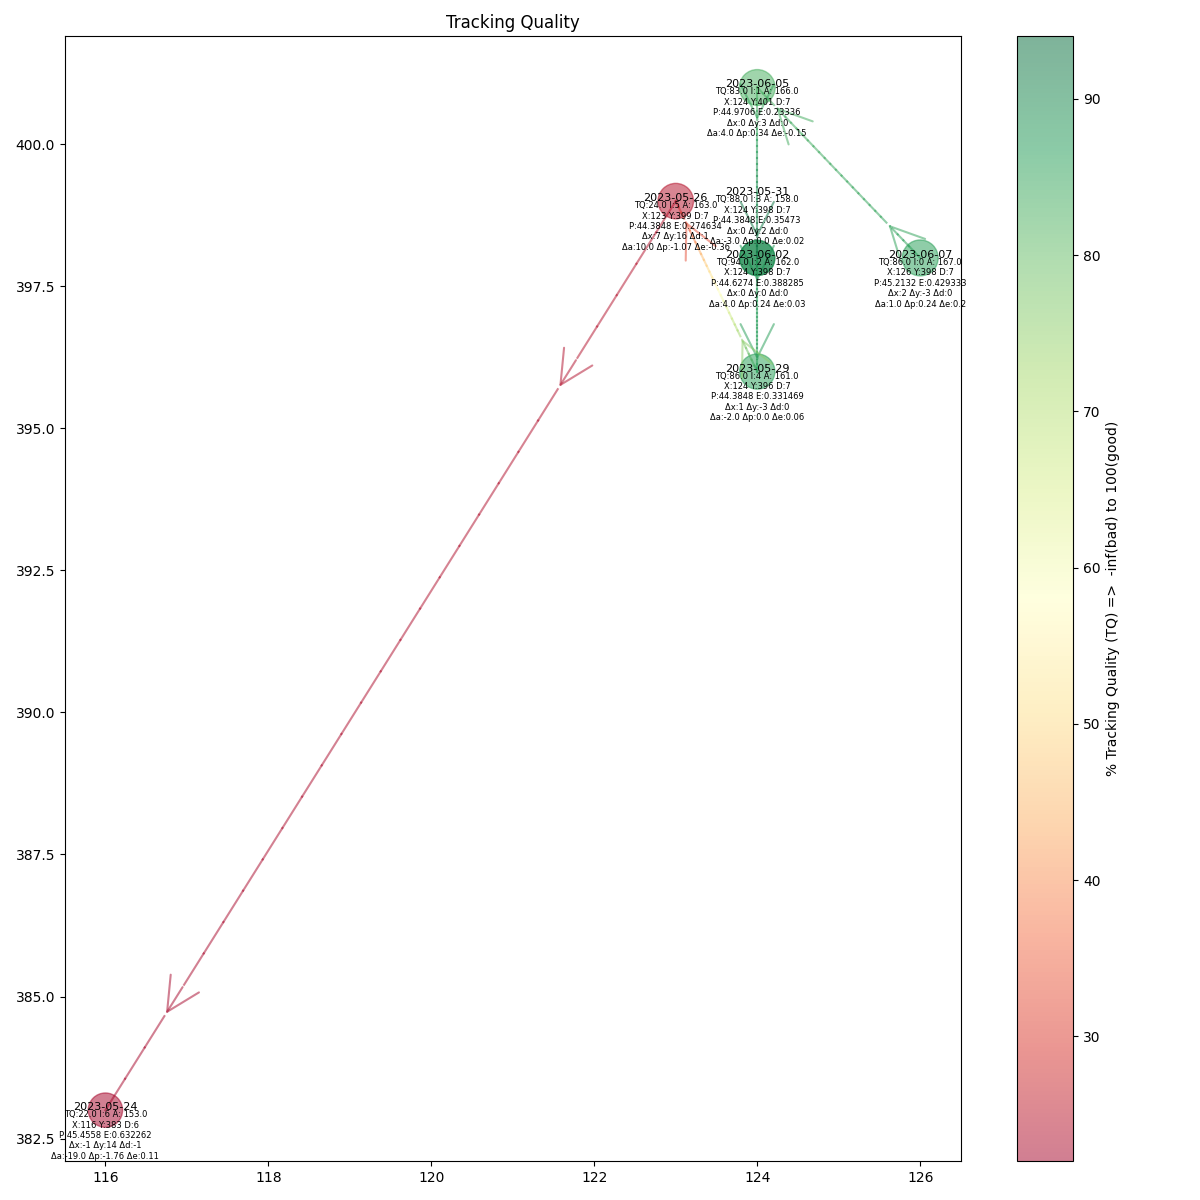 Tracking Quality
2023-06-05
TQ:83.0 I:1 A: 166.0
X:124 Y:401 D:7
P:44.9706 E:0.23336
Δx:0 Δy:3 Δd:0
Δa:4.0 Δp:0.34 Δe:-0.15
2023-05-31
TQ:88.0 I:3 A: 158.0
X:124 Y:398 D:7
P:44.3848 E:0.35473
Δx:0 Δy:2 Δd:0
Δa:-3.0 Δp:0.0 Δe:0.02
2023-05-26
TQ:24.0 I:5 A: 163.0
X:123 Y:399 D:7
P:44.3848 E:0.274634
Δx:7 Δy:16 Δd:1
Δa:10.0 Δp:-1.07 Δe:-0.36
2023-06-02
TQ:94.0 I:2 A: 162.0
X:124 Y:398 D:7
P:44.6274 E:0.388285
Δx:0 Δy:0 Δd:0
Δa:4.0 Δp:0.24 Δe:0.03
2023-06-07
TQ:86.0 I:0 A: 167.0
X:126 Y:398 D:7
P:45.2132 E:0.429333
Δx:2 Δy:-3 Δd:0
Δa:1.0 Δp:0.24 Δe:0.2
2023-05-29
TQ:86.0 I:4 A: 161.0
X:124 Y:396 D:7
P:44.3848 E:0.331469
Δx:1 Δy:-3 Δd:0
Δa:-2.0 Δp:0.0 Δe:0.06
2023-05-24
TQ:22.0 I:6 A: 153.0
X:116 Y:383 D:6
P:45.4558 E:0.632262
Δx:-1 Δy:14 Δd:-1
Δa:-19.0 Δp:-1.76 Δe:0.11
400.0
397.5
395.0
392.5
390.0
387.5
385.0
382.5
116
118
120
122
124
126
90
80
70
60
50
40
30
% Tracking Quality (TQ) => -inf(bad) to 100(good)